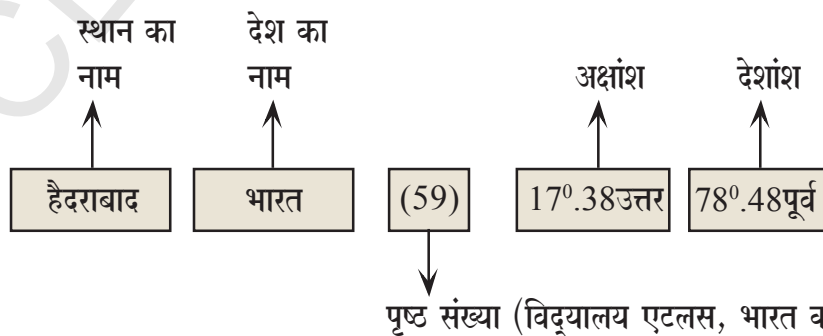 स्थान का देश का
नाम नाम अक्षांश देशांश
हैदराबाद भारत (59) 17⁰.38उत्तर 78⁰.48पूर्व
पृष्ठ संख्या (विद्यालय एटलस, भारत